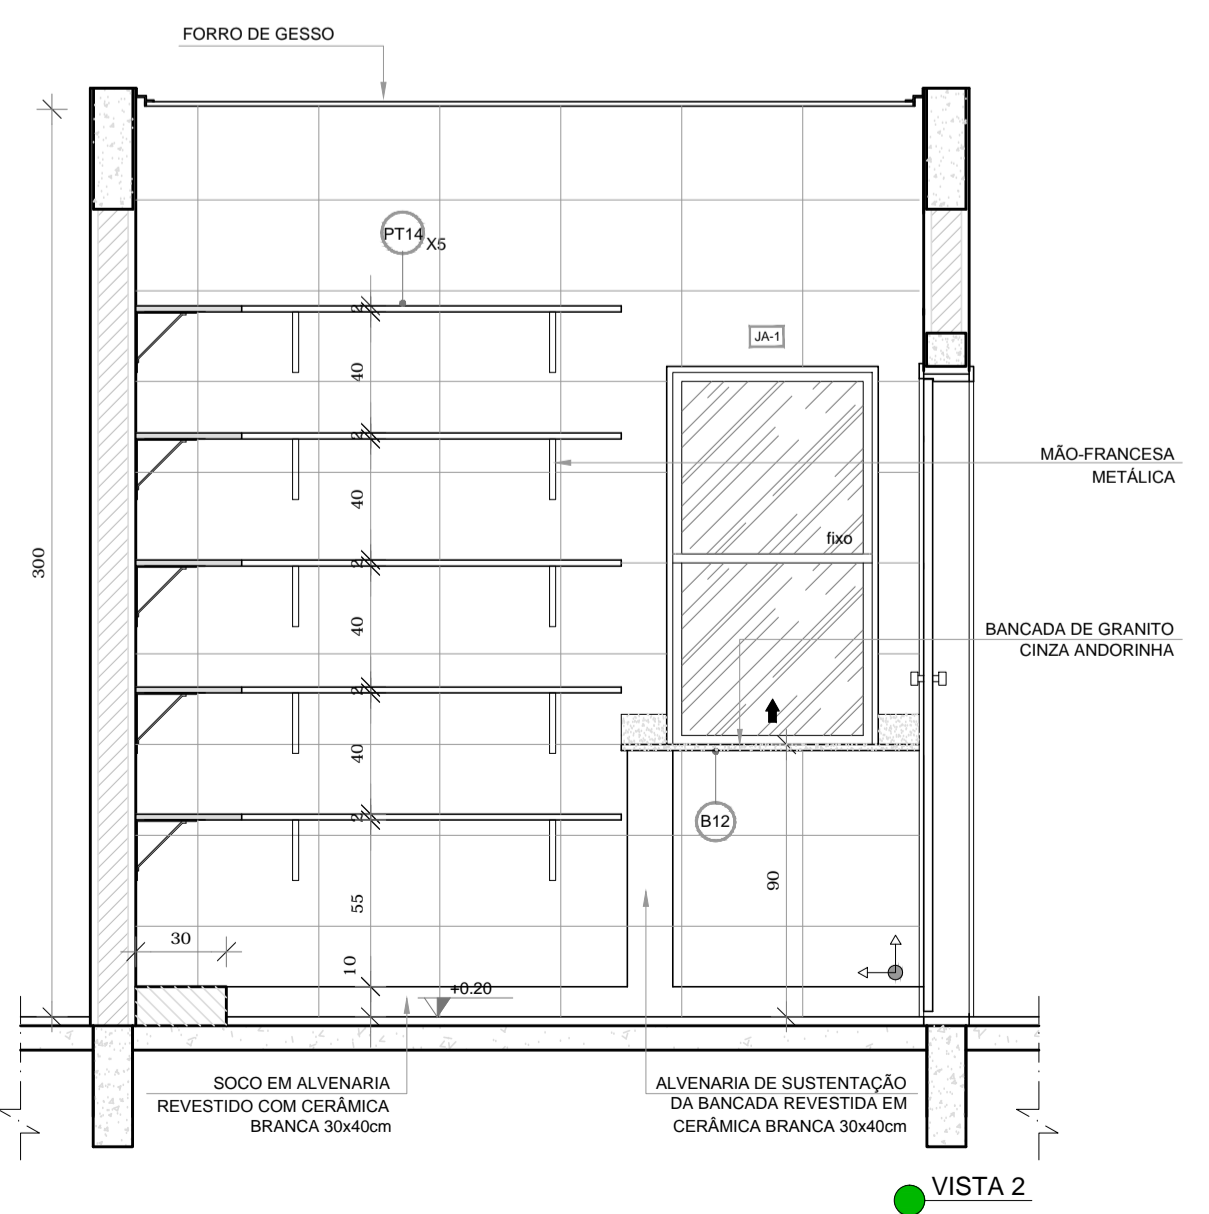 FORRO DE GESSO
PT14
X5
2
JA-1
40
2
MÃO-FRANCESA
METÁLICA
40
fixo
300
2
40
BANCADA DE GRANITO
CINZA ANDORINHA
2
40
2
B12
90
55
30
10
+0.20
SOCO EM ALVENARIA
REVESTIDO COM CERÂMICA
BRANCA 30x40cm
ALVENARIA DE SUSTENTAÇÃO
DA BANCADA REVESTIDA EM
CERÂMICA BRANCA 30x40cm
VISTA 2